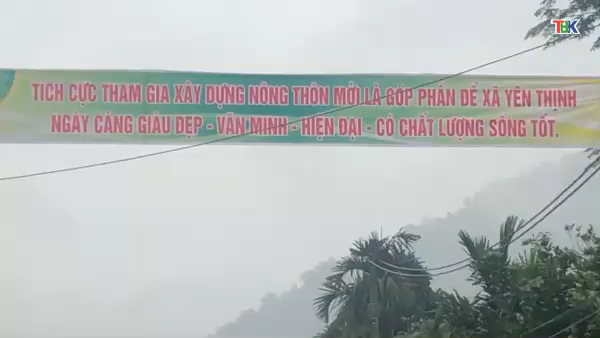 TBK
TÍCH CỰC THAM GIA XÂY DỰNG NÔNG THÔN MỚI LÀ GÓP PHẦN ĐỂ XÃ YÊN THỊNH
NGÀY CÀNG GIÀU ĐẸP - VĂN MINH - HIỆN ĐẠI - CÓ CHẤT LƯỢNG SỐNG TỐT.